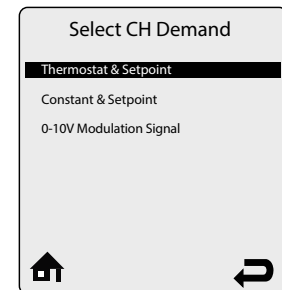 Select CH Demand
Thermostat & Setpoint
Constant & Setpoint
0-10V Modulation Signal